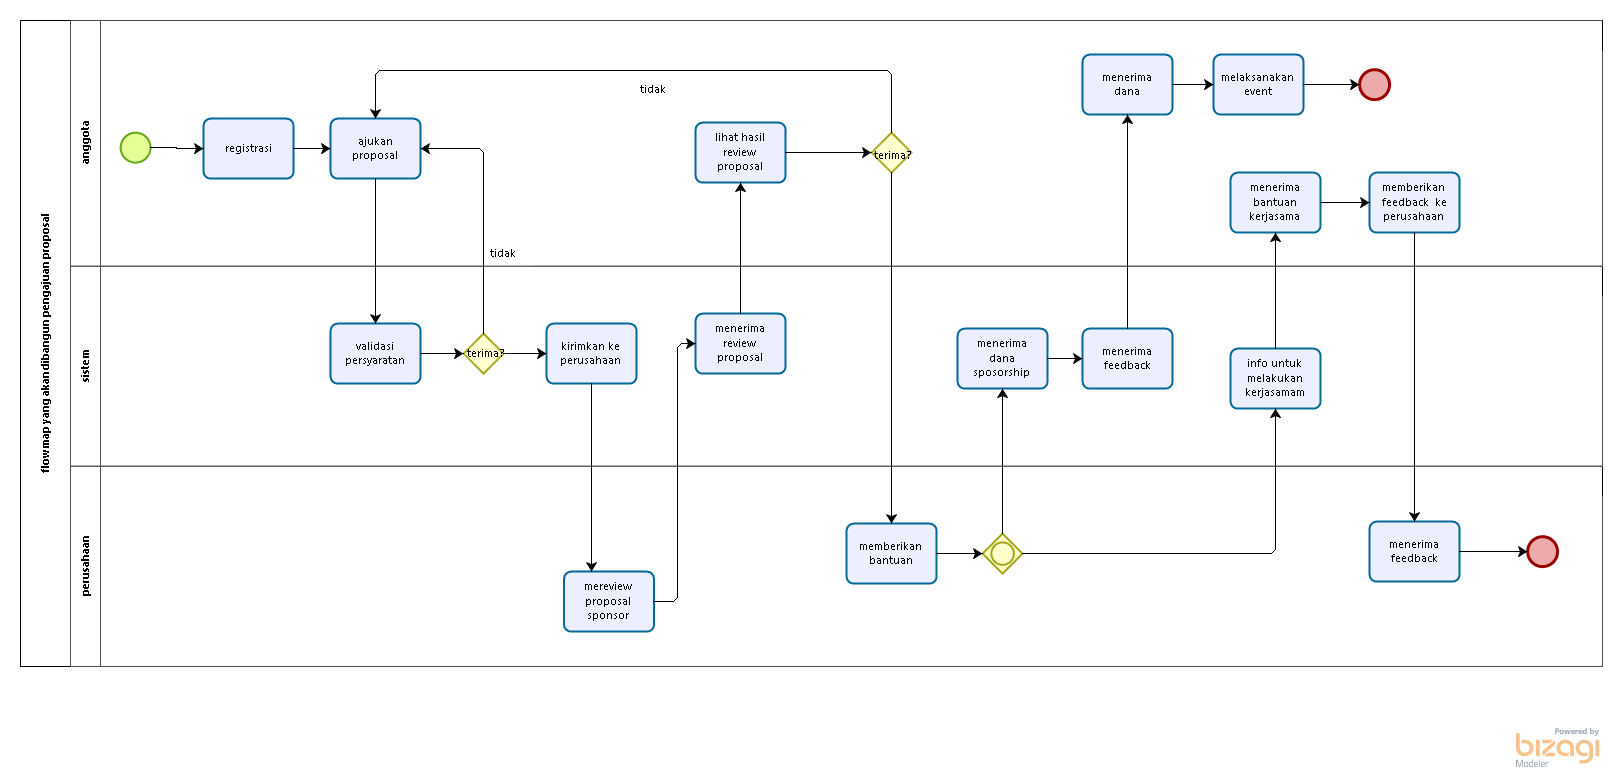 flowmap yang akan dibangun pengajuan proposal
anggota
registrasi
ajukan
proposal
tidak
lihat hasil
review
proposal
terima?
menerima
dana
melaksanakan
event
menerima
bantuan
kerjasama
memberikan
feedback ke
perusahaan
tidak
sistem
validasi
persyaratan
terima?
kirimkan ke
perusahaan
menerima
review
proposal
menerima
dana
sposorship
menerima
feedback
info untuk
melakukan
kerjasamam
perusahaan
mereview
proposal
sponsor
memberikan
bantuan
menerima
feedback
Powered by
bizagi
Modeler